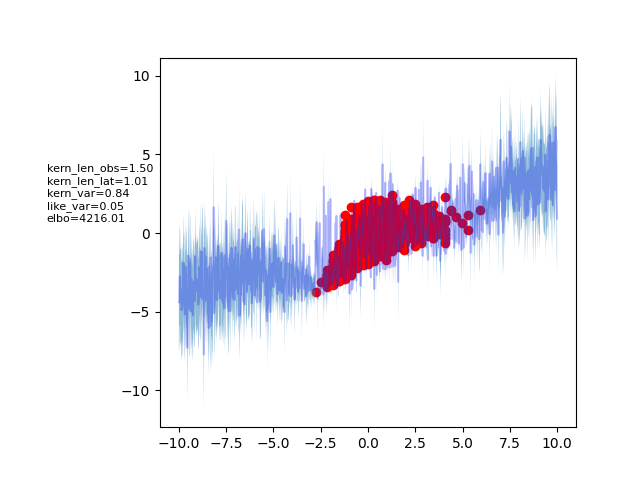 10
5
0
−5
−10
kern_len_obs=1.50
kern_len_lat=1.01
kern_var=0.84
like_var=0.05
elbo=4216.01
−10.0 −7.5 −5.0 −2.5 0.0 2.5 5.0 7.5 10.0